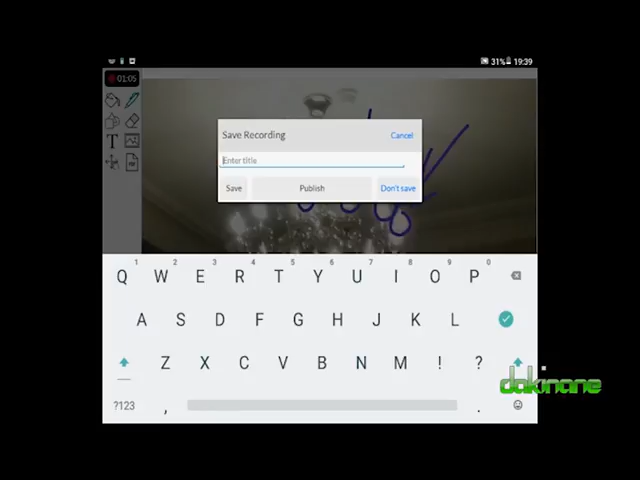 31% 19:39
01:05
T
Save Recording
Cancel
Enter title
Save Publish Don't save
1 2 3 4 5 6 7 8 9 0
Q W E R T Y U I O P
A S D F G H J K L
Z X C V B N M ! ?
?123 , .
dakinane